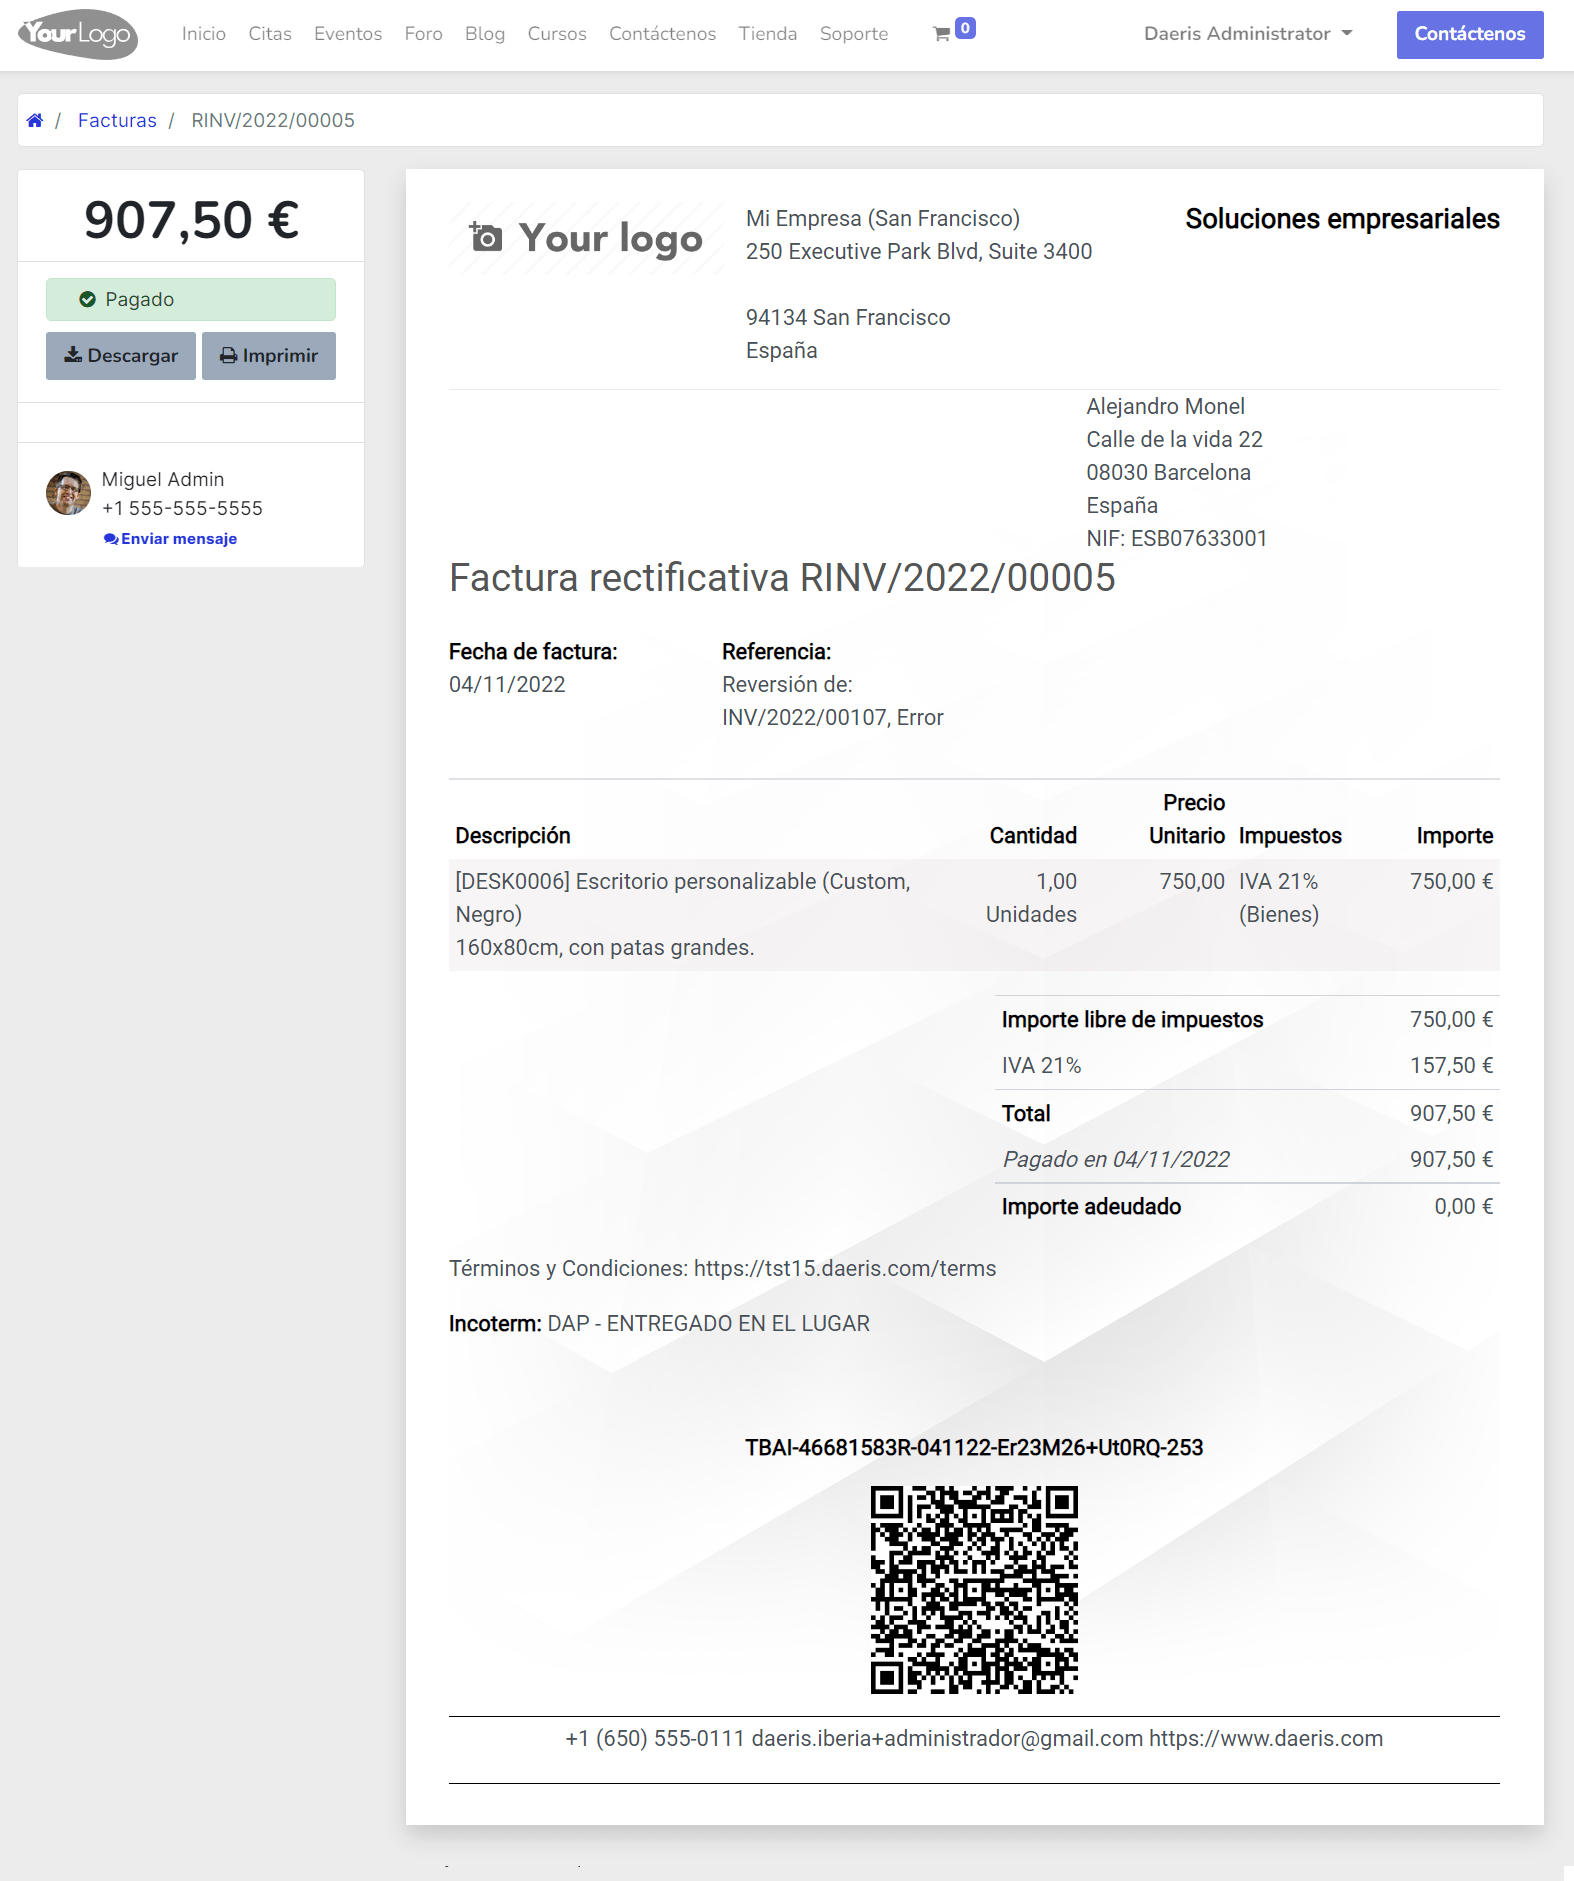 YourLogo
Inicio Citas Eventos Foro Blog Cursos Contáctenos Tienda Soporte 0 Daeris Administrator Contáctenos
/ Facturas / RINV/2022/00005
907,50 €
Pagado
Descargar Imprimir
Miguel Admin
+1 555-555-5555
Enviar mensaje
Your logo
Mi Empresa (San Francisco)
250 Executive Park Blvd, Suite 3400
94134 San Francisco
España
Soluciones empresariales
Alejandro Monel
Calle de la vida 22
08030 Barcelona
España
NIF: ESB07633001
Factura rectificativa RINV/2022/00005
Fecha de factura:
04/11/2022
Referencia:
Reversión de:
INV/2022/00107, Error
Descripción Cantidad Precio Unitario Impuestos Importe
[DESK0006] Escritorio personalizable (Custom, 1,00 750,00 IVA 21% 750,00 €
Negro) Unidades (Bienes)
160x80cm, con patas grandes.
Importe libre de impuestos 750,00 €
IVA 21% 157,50 €
Total 907,50 €
Pagado en 04/11/2022 907,50 €
Importe adeudado 0,00 €
Términos y Condiciones: https://tst15.daeris.com/terms
Incoterm: DAP - ENTREGADO EN EL LUGAR
TBAI-46681583R-041122-Er23M26+Ut0RQ-253
+1 (650) 555-0111 daeris.iberia+administrador@gmail.com https://www.daeris.com